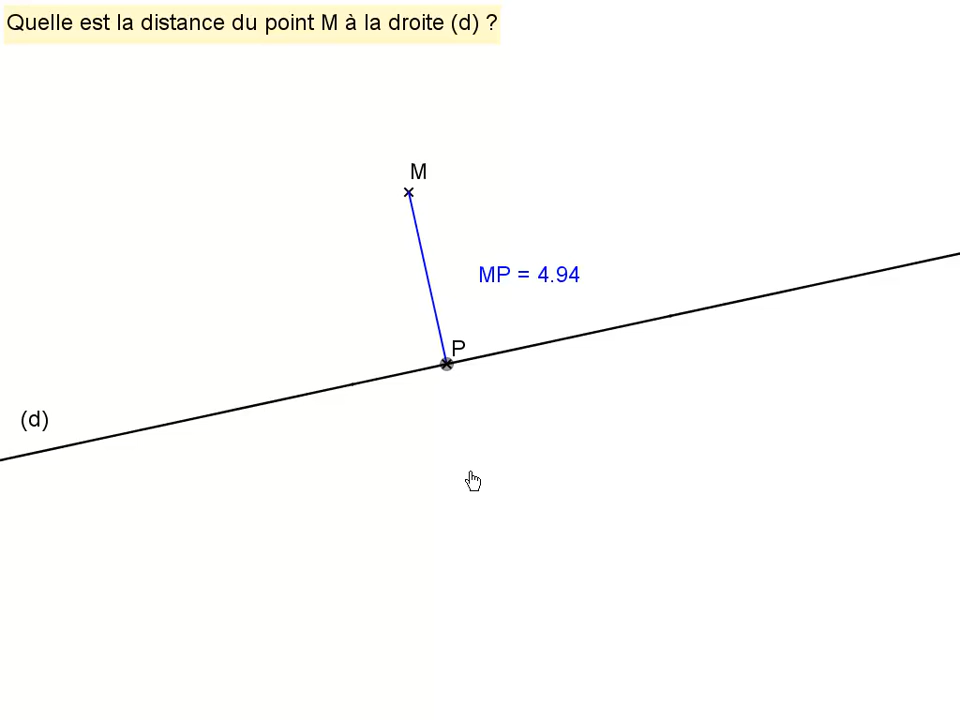 Quelle est la distance du point M à la droite (d) ?
M
MP = 4.94
P
(d)